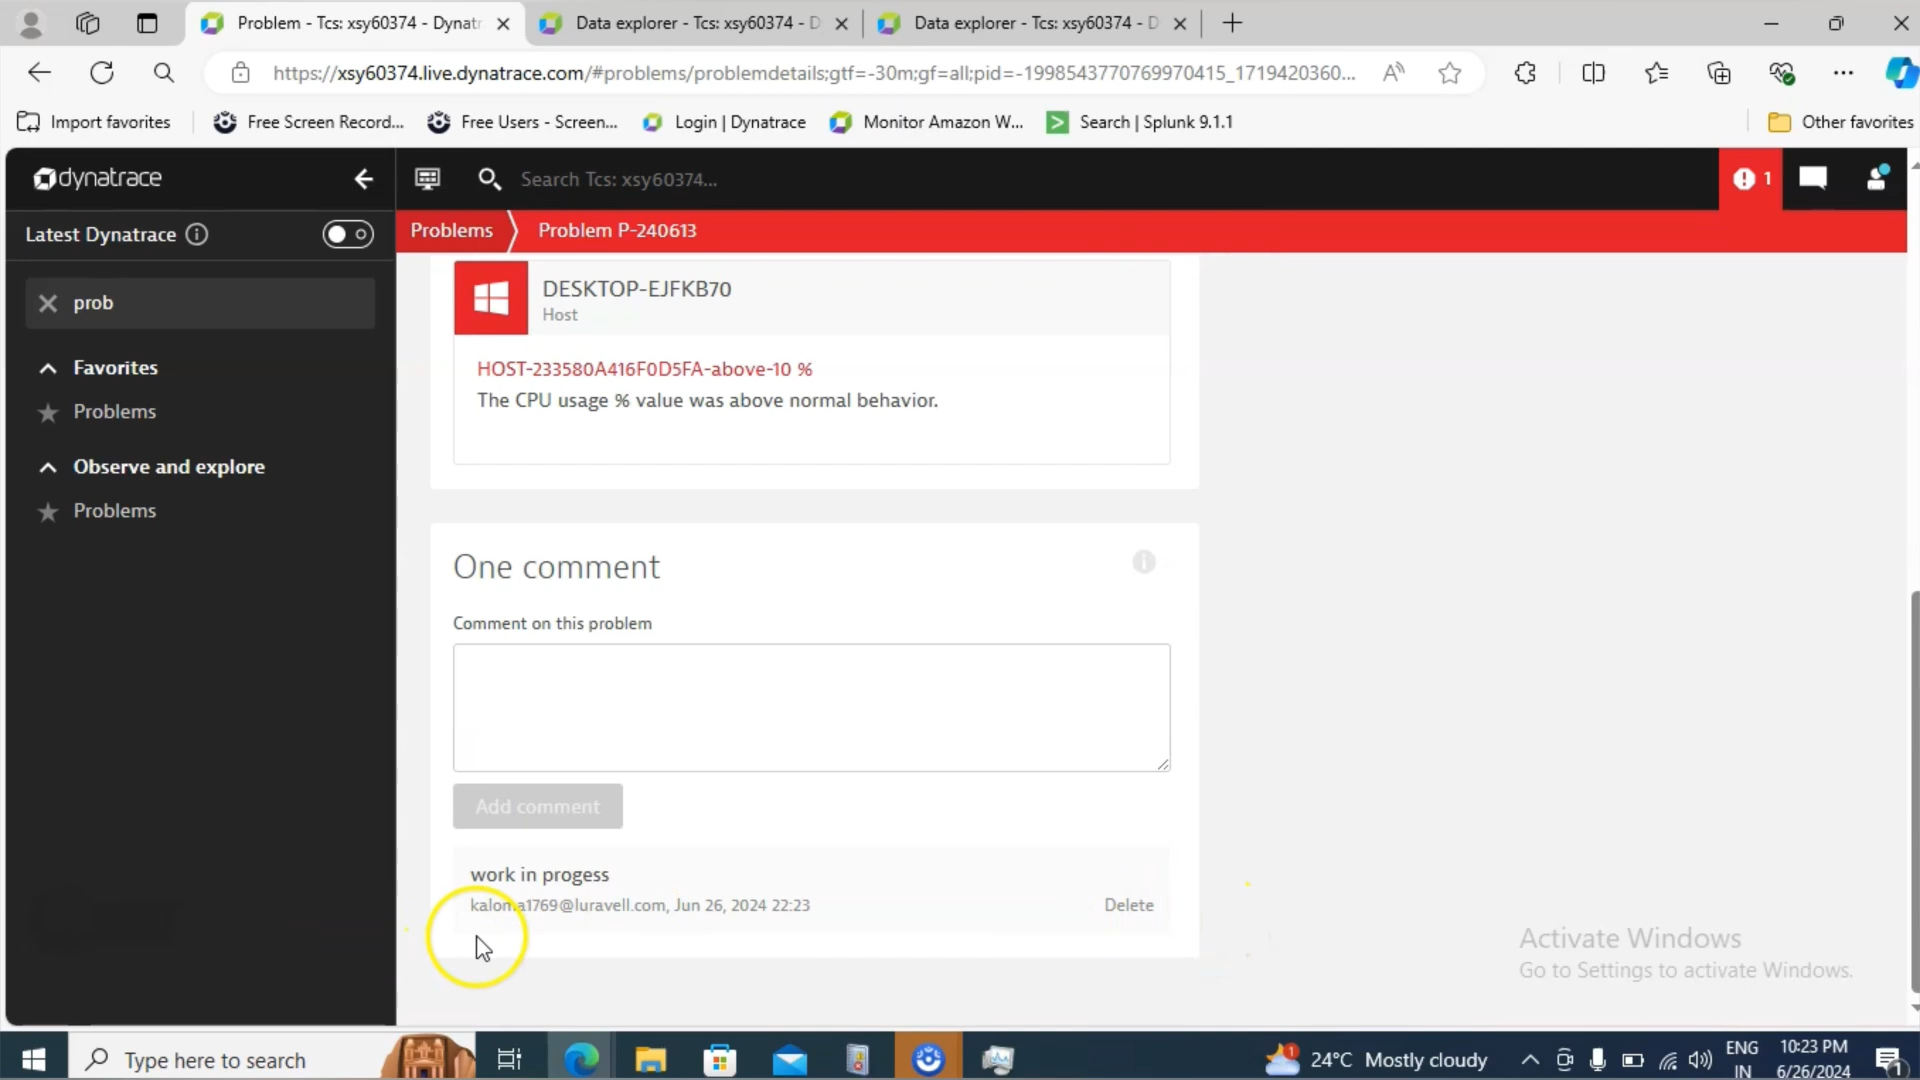 Problem - Tcs: xsy60374 - Dynatr
Data explorer - Tcs: xsy60374 - D
Data explorer - Tcs: xsy60374 - D
https://xsy60374.live.dynatrace.com/#problems/problemdetails;gtf=-30m;gf=all;pid=-1998543770769970415_1719420360...
Import favorites
Free Screen Record...
Free Users - Screen...
Login | Dynatrace
Monitor Amazon W...
Search | Splunk 9.1.1
Other favorites
dynatrace
Search Tcs: xsy60374...
1
Latest Dynatrace
Problems
Problem P-240613
prob
Favorites
Problems
Observe and explore
Problems
DESKTOP-EJFKB70
Host
HOST-233580A416F0D5FA-above-10 %
The CPU usage % value was above normal behavior.
One comment
Comment on this problem
Add comment
work in progess
kaloma1769@luravell.com, Jun 26, 2024 22:23
Delete
Activate Windows
Go to Settings to activate Windows.
Type here to search
1
24°C Mostly cloudy
ENG
IN
10:23 PM
6/26/2024
1